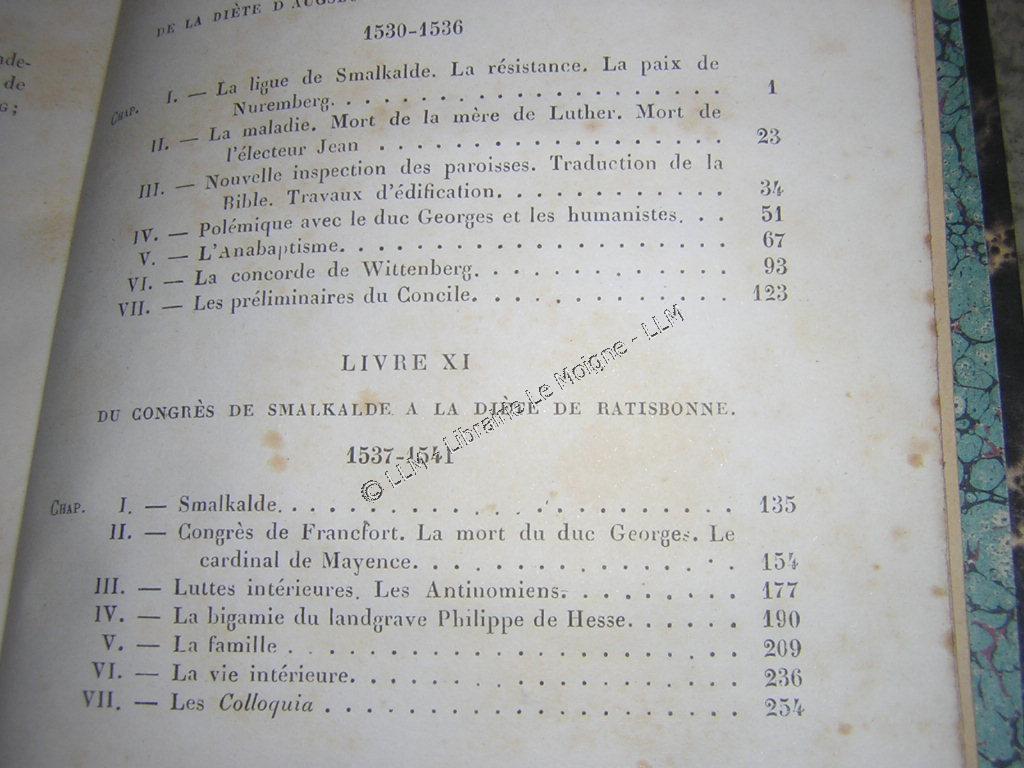 nde-
de
G;
DE LA DIÈTE D'AUGSB
1530-1536
CHAP. I. — La ligue de Smalkalde. La résistance. La paix de
Nuremberg. . . . . . . . . . . . . . . . . . . . . 1
II. — La maladie. Mort de la mère de Luther. Mort de
l'électeur Jean . . . . . . . . . . . . . . . . . . 23
III. — Nouvelle inspection des paroisses. Traduction de la
Bible. Travaux d'édification. . . . . . . . . . . . 34
IV. — Polémique avec le duc Georges et les humanistes. . . 51
V. — L'Anabaptisme. . . . . . . . . . . . . . . . . . . 67
VI. — La concorde de Wittenberg. . . . . . . . . . . . . 93
VII. — Les préliminaires du Concile. . . . . . . . . . . . 123
LIVRE XI
DU CONGRÈS DE SMALKALDE A LA DIÈTE DE RATISBONNE.
1537-1541
© LLM - Librairie Le Moigne - LLM
CHAP. I. — Smalkalde. . . . . . . . . . . . . . . . . . . . 135
II. — Congrès de Francfort. La mort du duc Georges. Le
cardinal de Mayence. . . . . . . . . . . . . . . . 154
III. — Luttes intérieures. Les Antinomiens. . . . . . . . . 177
IV. — La bigamie du landgrave Philippe de Hesse. . . . . . 190
V. — La famille . . . . . . . . . . . . . . . . . . . . 209
VI. — La vie intérieure. . . . . . . . . . . . . . . . . 236
VII. — Les Colloquia . . . . . . . . . . . . . . . . . . . 254